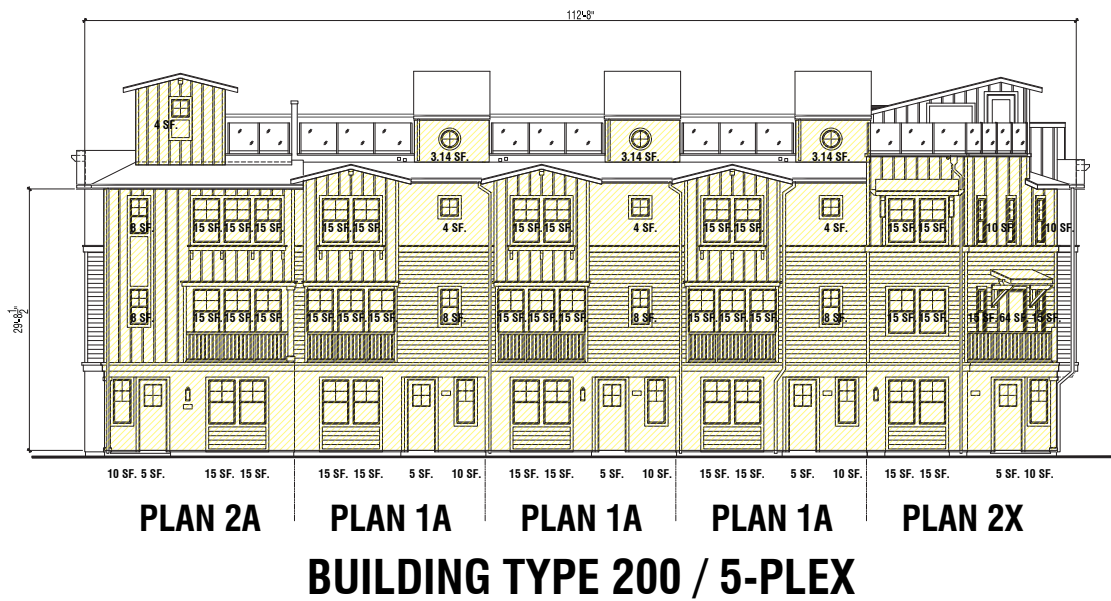 112'-8"
4 SF.
3.14 SF. 3.14 SF. 3.14 SF.
8 SF. 15 SF. 15 SF. 15 SF. 15 SF. 15 SF. 4 SF. 15 SF. 15 SF. 4 SF. 15 SF. 15 SF. 4 SF. 15 SF. 15 SF. 10 SF. 10 SF.
29'-8 1/2"
8 SF. 15 SF. 15 SF. 15 SF. 15 SF. 15 SF. 15 SF. 8 SF. 15 SF. 15 SF. 15 SF. 8 SF. 15 SF. 15 SF. 15 SF. 8 SF. 15 SF. 15 SF. 15 SF. 64 SF. 15 SF.
10 SF. 5 SF. 15 SF. 15 SF. 15 SF. 15 SF. 5 SF. 10 SF. 15 SF. 15 SF. 5 SF. 10 SF. 15 SF. 15 SF. 5 SF. 10 SF. 15 SF. 15 SF. 5 SF. 10 SF.
PLAN 2A PLAN 1A PLAN 1A PLAN 1A PLAN 2X
BUILDING TYPE 200 / 5-PLEX